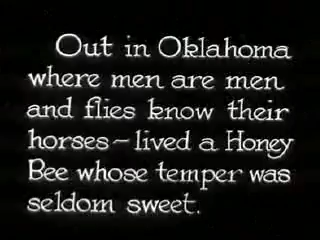 Out in Oklahoma
where men are men
and flies know their
horses—lived a Honey
Bee whose temper was
seldom sweet.